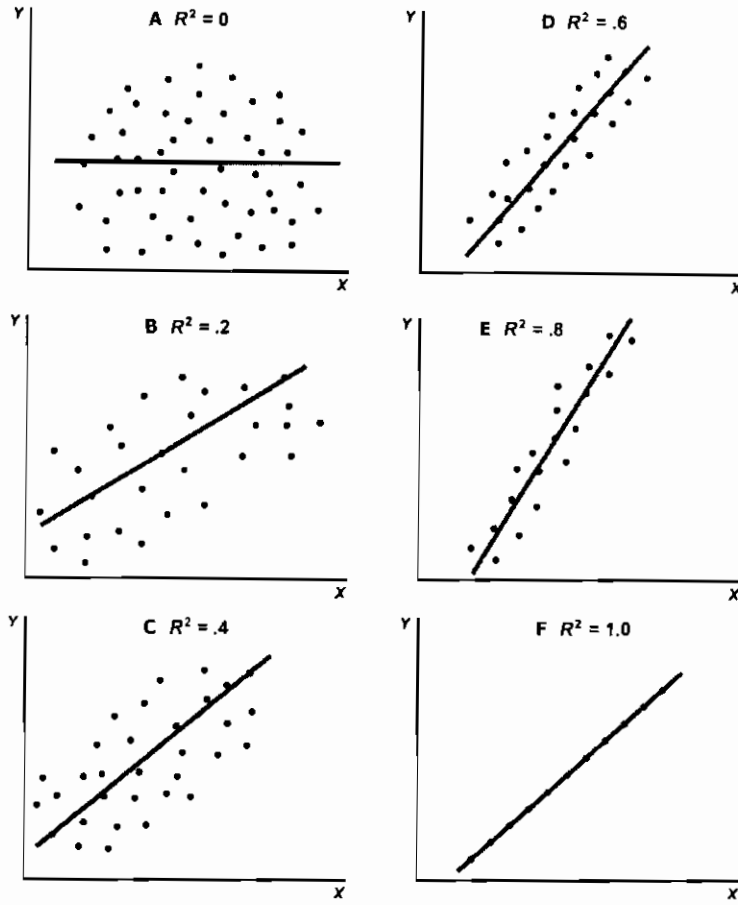 Y
A R² = 0
X
Y
D R² = .6
X
Y
B R² = .2
X
Y
E R² = .8
X
Y
C R² = .4
X
Y
F R² = 1.0
X